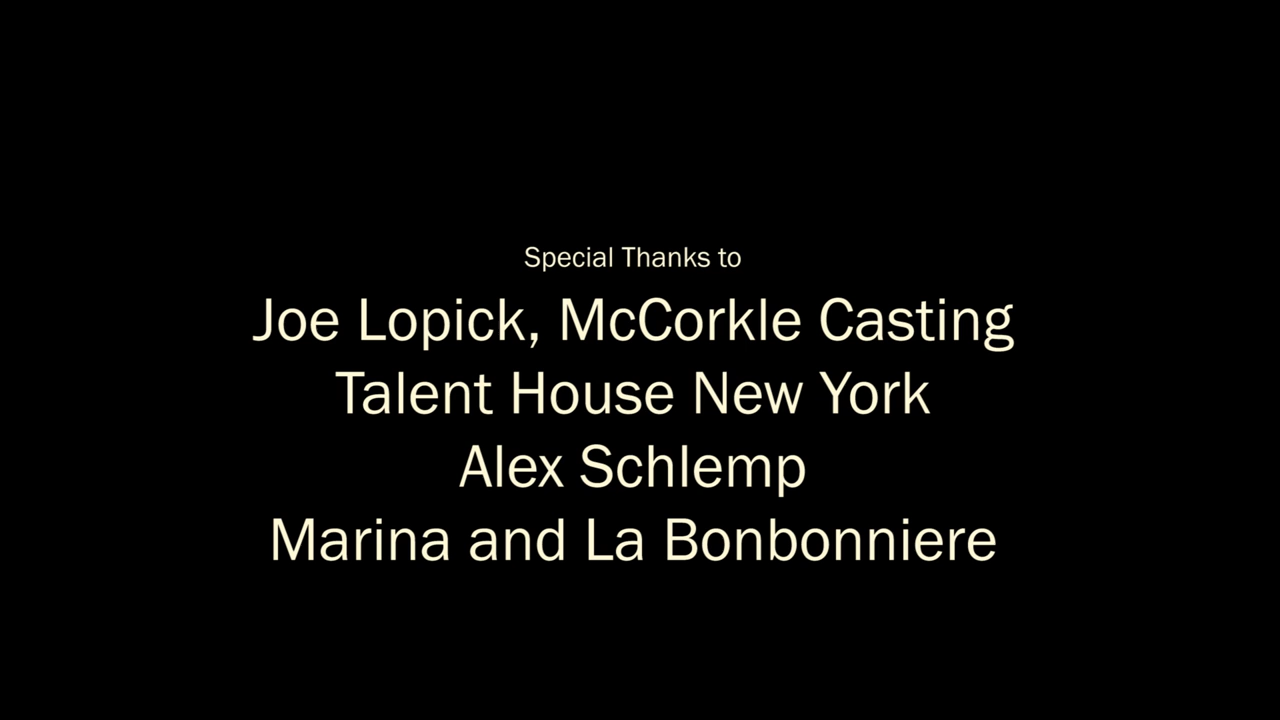 Special Thanks to
Joe Lopick, McCorkle Casting
Talent House New York
Alex Schlemp
Marina and La Bonbonniere